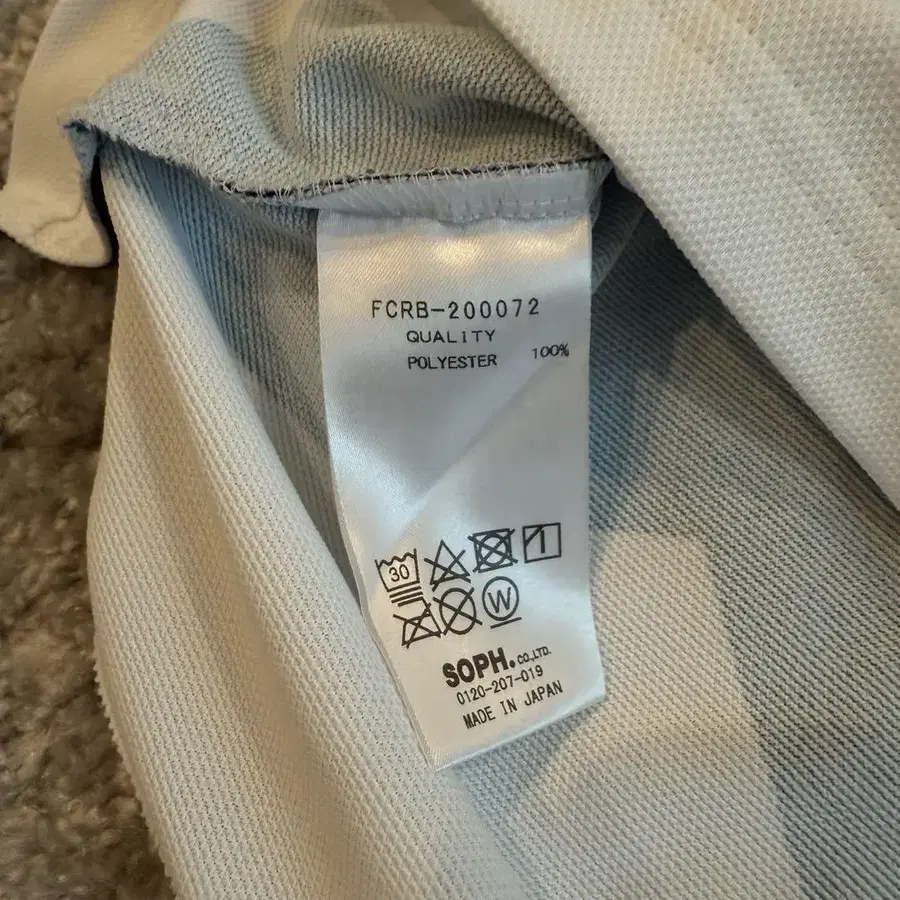 FCRB-200072
QUALITY
POLYESTER 100%
30
W
SOPH. CO.,LTD.
0120-207-019
MADE IN JAPAN